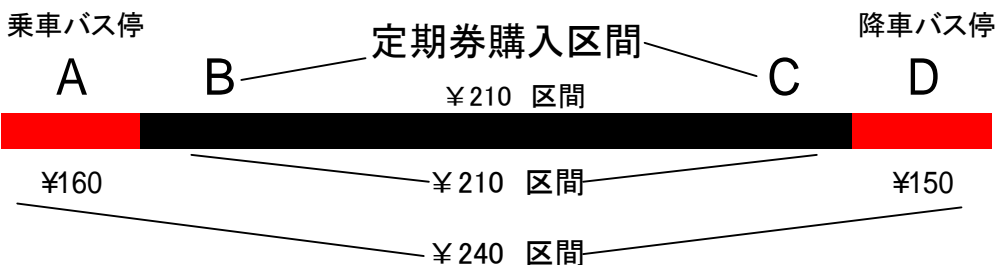 乗車バス停 定期券購入区間 降車バス停
A B C D
￥210 区間
¥160 ￥210 区間 ¥150
￥240 区間